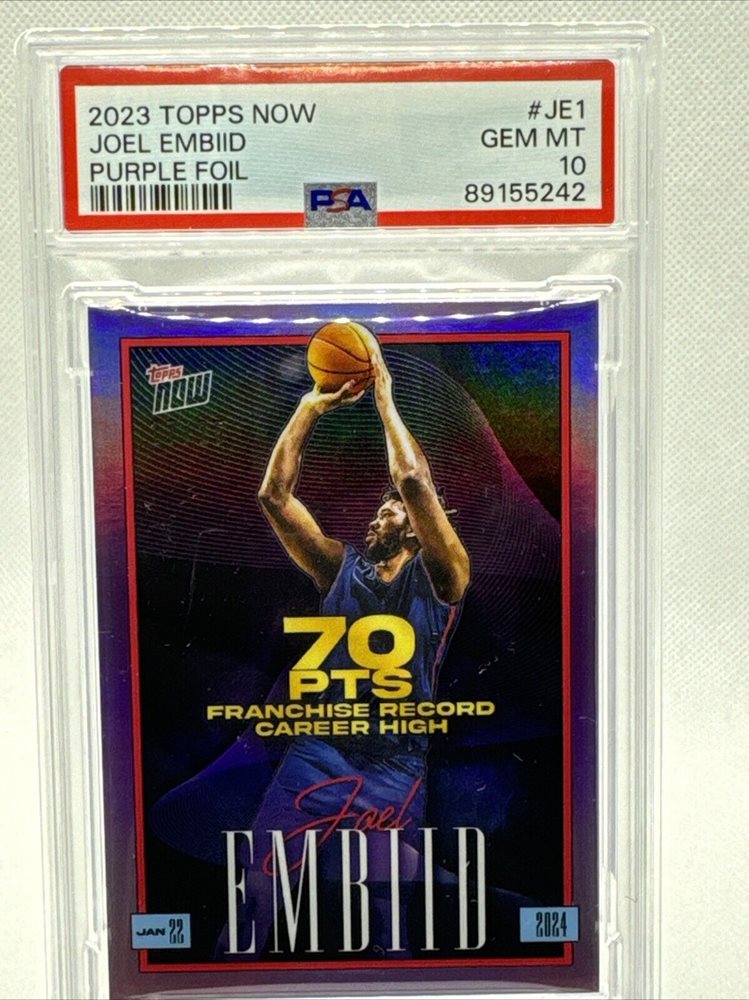 2023 TOPPS NOW #JE1
JOEL EMBIID GEM MT
PURPLE FOIL 10
89155242
PSA
TOPPS
NOW
70
PTS
FRANCHISE RECORD
CAREER HIGH
Joel
EMBIID
JAN 22
2024